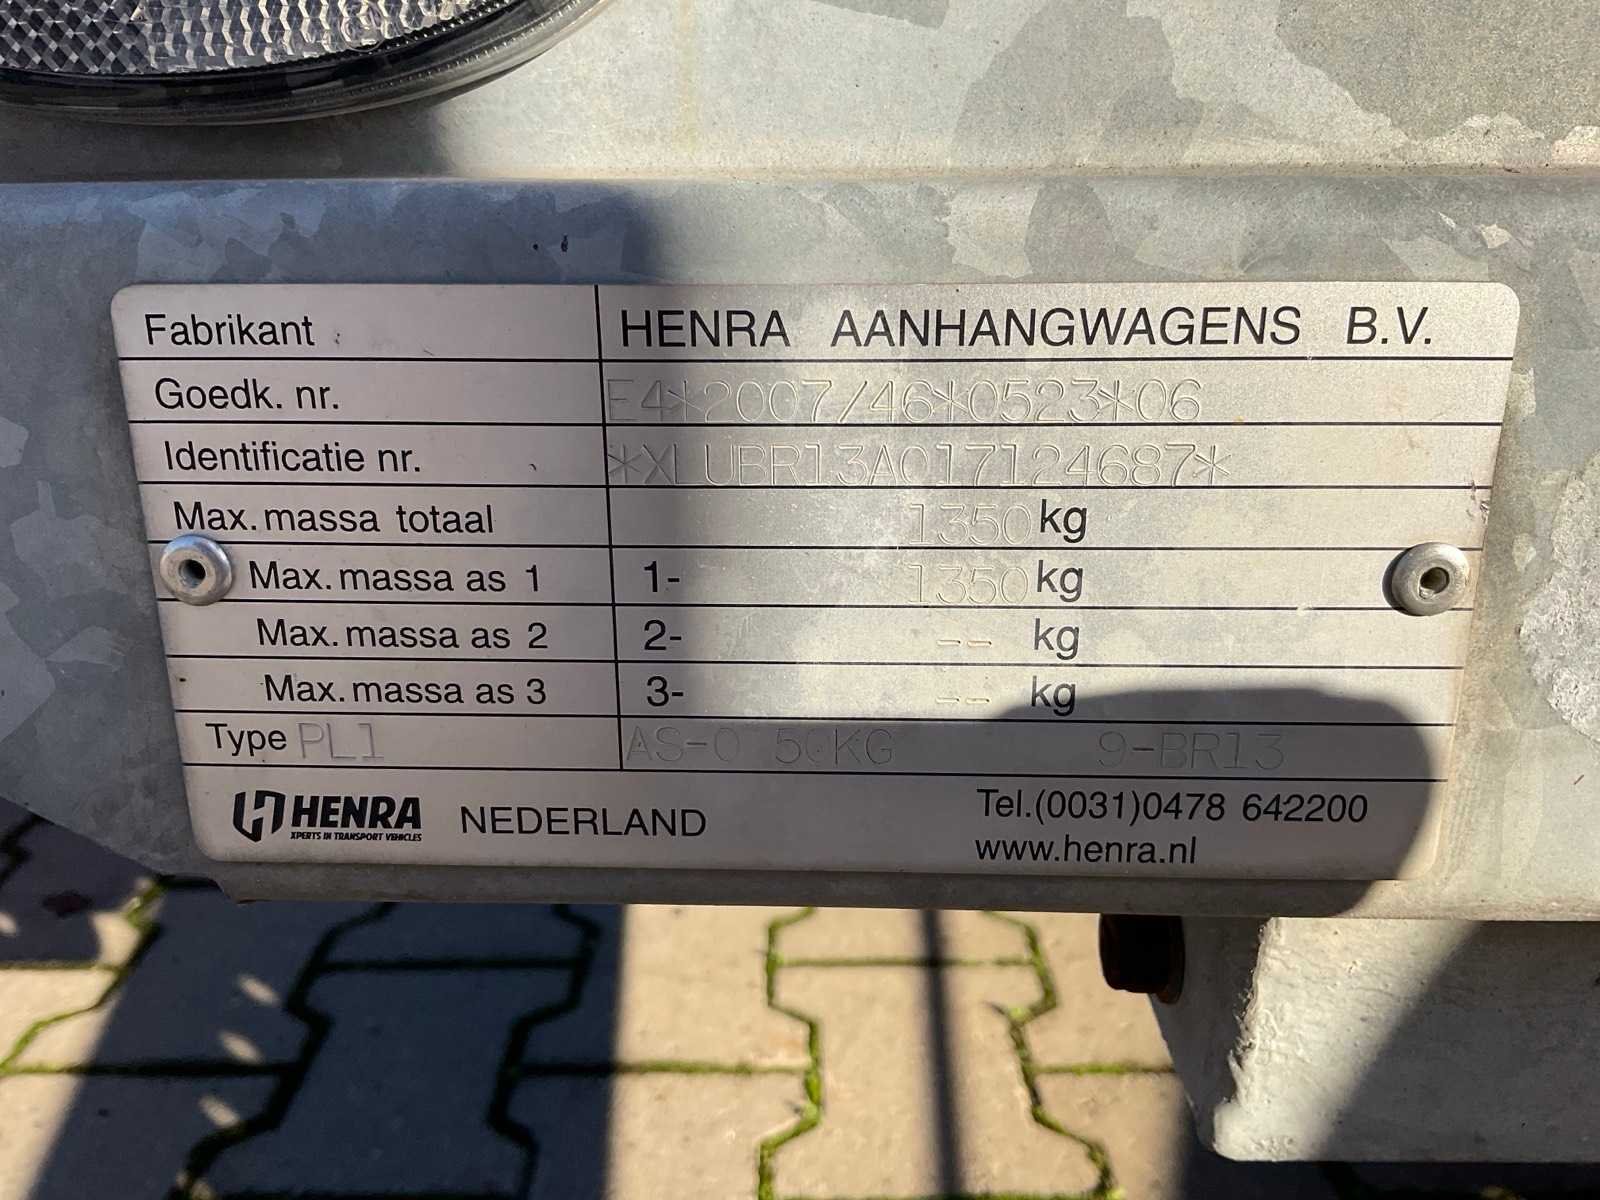 Fabrikant HENRA AANHANGWAGENS B.V.
Goedk. nr. E4*2007/46*0523*06
Identificatie nr. *XLUBR13A017124687*
Max. massa totaal 1350 kg
Max. massa as 1 1- 1350 kg
Max. massa as 2 2- -- kg
Max. massa as 3 3- -- kg
Type PL1 AS-0 50KG 9-BR13
HENRA
XPERTS IN TRANSPORT VEHICLES
NEDERLAND
Tel.(0031)0478 642200
www.henra.nl